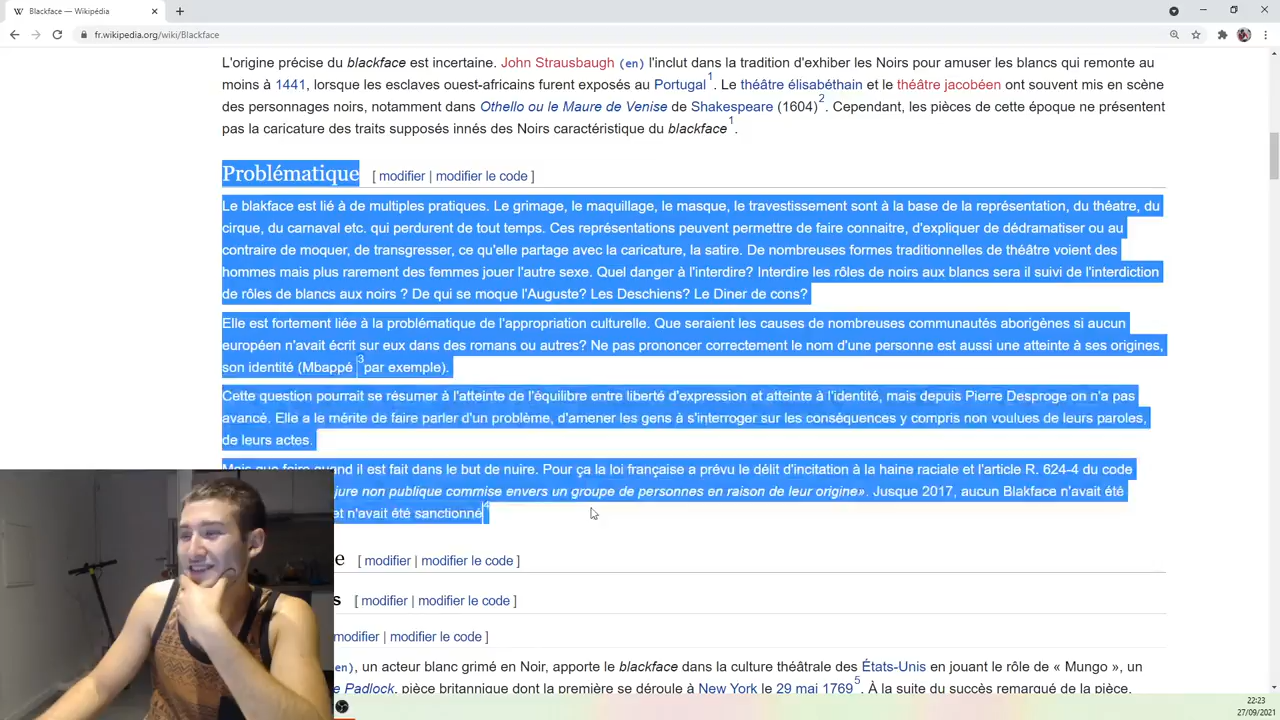 Blackface — Wikipédia
fr.wikipedia.org/wiki/Blackface
L'origine précise du blackface est incertaine. John Strausbaugh (en) l'inclut dans la tradition d'exhiber les Noirs pour amuser les blancs qui remonte au
moins à 1441, lorsque les esclaves ouest-africains furent exposés au Portugal1. Le théâtre élisabéthain et le théâtre jacobéen ont souvent mis en scène
des personnages noirs, notamment dans Othello ou le Maure de Venise de Shakespeare (1604)2. Cependant, les pièces de cette époque ne présentent
pas la caricature des traits supposés innés des Noirs caractéristique du blackface1.
Problématique [ modifier | modifier le code ]
Le blakface est lié à de multiples pratiques. Le grimage, le maquillage, le masque, le travestissement sont à la base de la représentation, du théatre, du
cirque, du carnaval etc. qui perdurent de tout temps. Ces représentations peuvent permettre de faire connaitre, d'expliquer de dédramatiser ou au
contraire de moquer, de transgresser, ce qu'elle partage avec la caricature, la satire. De nombreuses formes traditionnelles de théâtre voient des
hommes mais plus rarement des femmes jouer l'autre sexe. Quel danger à l'interdire? Interdire les rôles de noirs aux blancs sera il suivi de l'interdiction
de rôles de blancs aux noirs ? De qui se moque l'Auguste? Les Deschiens? Le Diner de cons?
Elle est fortement liée à la problématique de l'appropriation culturelle. Que seraient les causes de nombreuses communautés aborigènes si aucun
européen n'avait écrit sur eux dans des romans ou autres? Ne pas prononcer correctement le nom d'une personne est aussi une atteinte à ses origines,
son identité (Mbappé 3par exemple).
Cette question pourrait se résumer à l'atteinte de l'équilibre entre liberté d'expression et atteinte à l'identité, mais depuis Pierre Desproge on n'a pas
avancé. Elle a le mérite de faire parler d'un problème, d'amener les gens à s'interroger sur les conséquences y compris non voulues de leurs paroles,
de leurs actes.
Mais que faire quand il est fait dans le but de nuire. Pour ça la loi française a prévu le délit d'incitation à la haine raciale et l'article R. 624-4 du code
jure non publique commise envers un groupe de personnes en raison de leur origine». Jusque 2017, aucun Blakface n'avait été
et n'avait été sanctionné4
e [ modifier | modifier le code ]
s [ modifier | modifier le code ]
modifier | modifier le code ]
en), un acteur blanc grimé en Noir, apporte le blackface dans la culture théâtrale des États-Unis en jouant le rôle de « Mungo », un
e Padlock, pièce britannique dont la première se déroule à New York le 29 mai 17695. À la suite du succès remarqué de la pièce,
22:23
27/09/2021